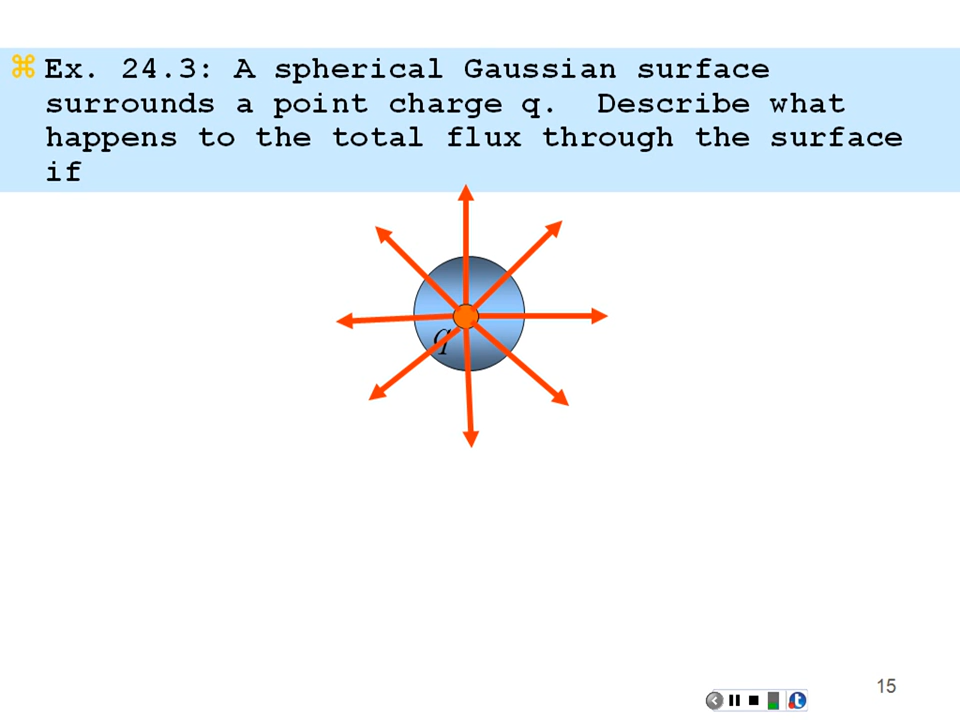 Ex. 24.3: A spherical Gaussian surface
surrounds a point charge q. Describe what
happens to the total flux through the surface
if
q
15